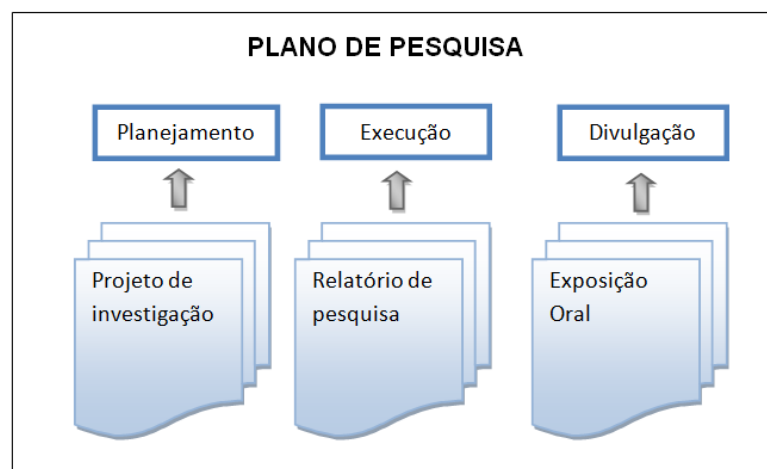 PLANO DE PESQUISA
Planejamento
Execução
Divulgação
Projeto de
investigação
Relatório de
pesquisa
Exposição
Oral